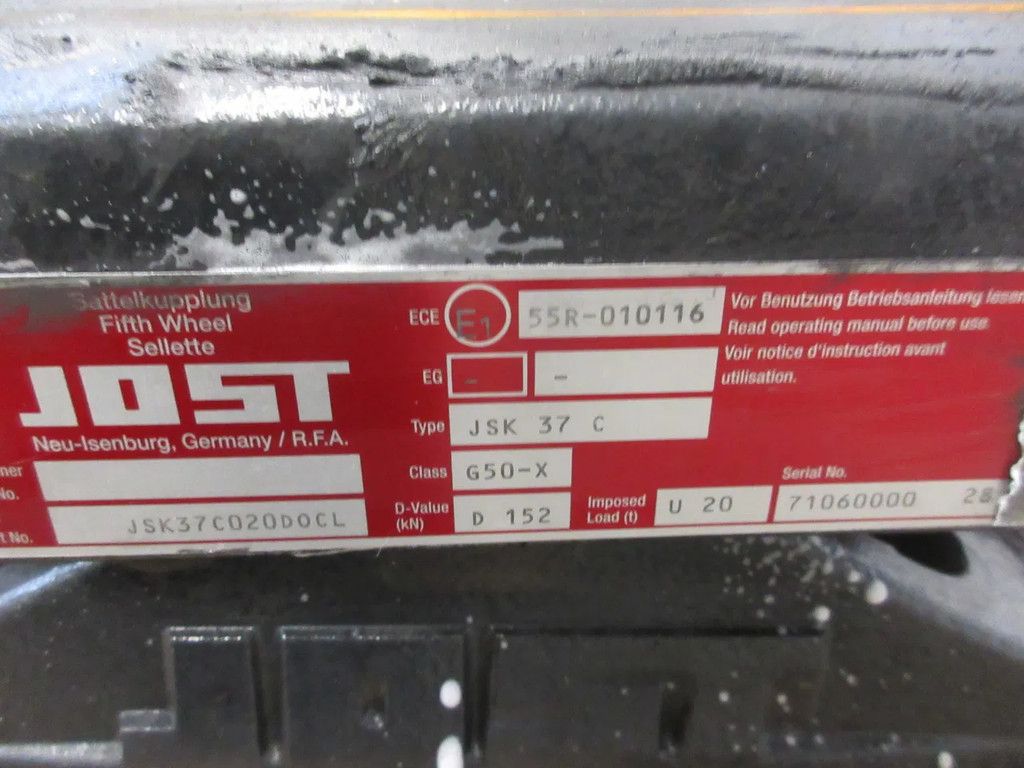 Sattelkupplung
Fifth Wheel
Sellette
JOST
Neu-Isenburg, Germany / R.F.A.
ner
No.
t No. JSK37C020D0CL
ECE E1 55R-010116
EG - -
Type JSK 37 C
Class G50-X
D-Value
(kN) D 152
Imposed
Load (t) U 20
Serial No.
71060000 28
Vor Benutzung Betriebsanleitung lesen
Read operating manual before use
Voir notice d'instruction avant
utilisation.